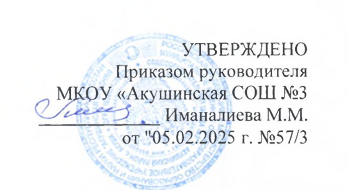 УТВЕРЖДЕНО
Приказом руководителя
МКОУ «Акушинская СОШ №3
Иманалиева М.М.
от "05.02.2025 г. №57/3